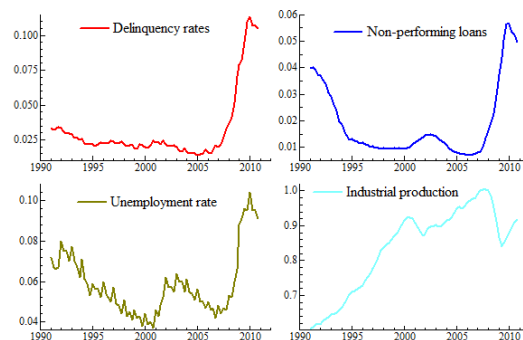 Delinquency rates
0.100
0.075
0.050
0.025
1990 1995 2000 2005 2010
Non-performing loans
0.06
0.05
0.04
0.03
0.02
0.01
1990 1995 2000 2005 2010
Unemployment rate
0.10
0.08
0.06
0.04
1990 1995 2000 2005 2010
Industrial production
1.0
0.9
0.8
0.7
1990 1995 2000 2005 2010